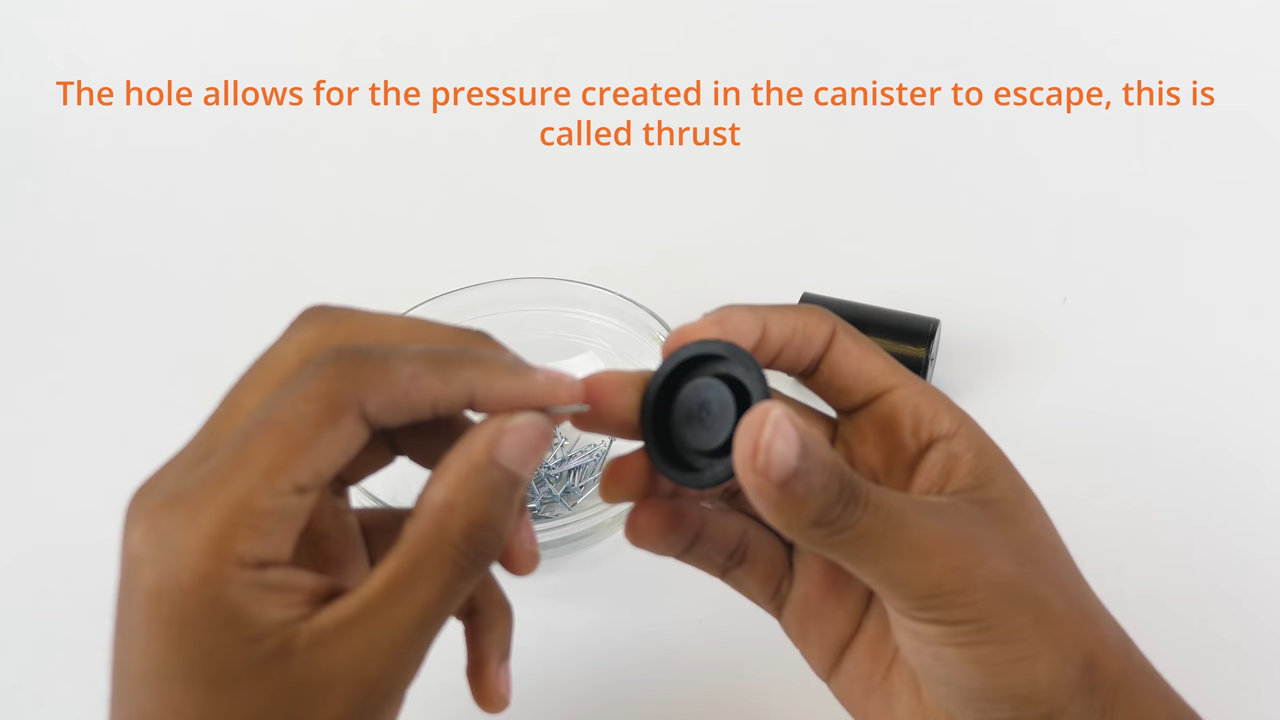 The hole allows for the pressure created in the canister to escape, this is
called thrust